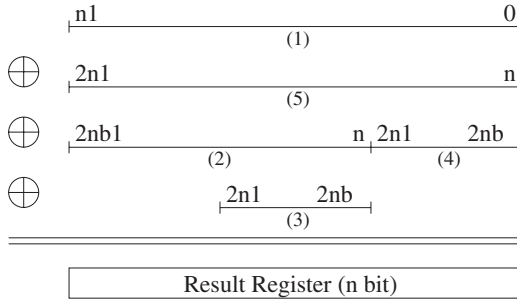 n1 0
(1)
2n1 n
(5)
2nb1 n 2n1 2nb
(2) (4)
2n1 2nb
(3)
Result Register (n bit)